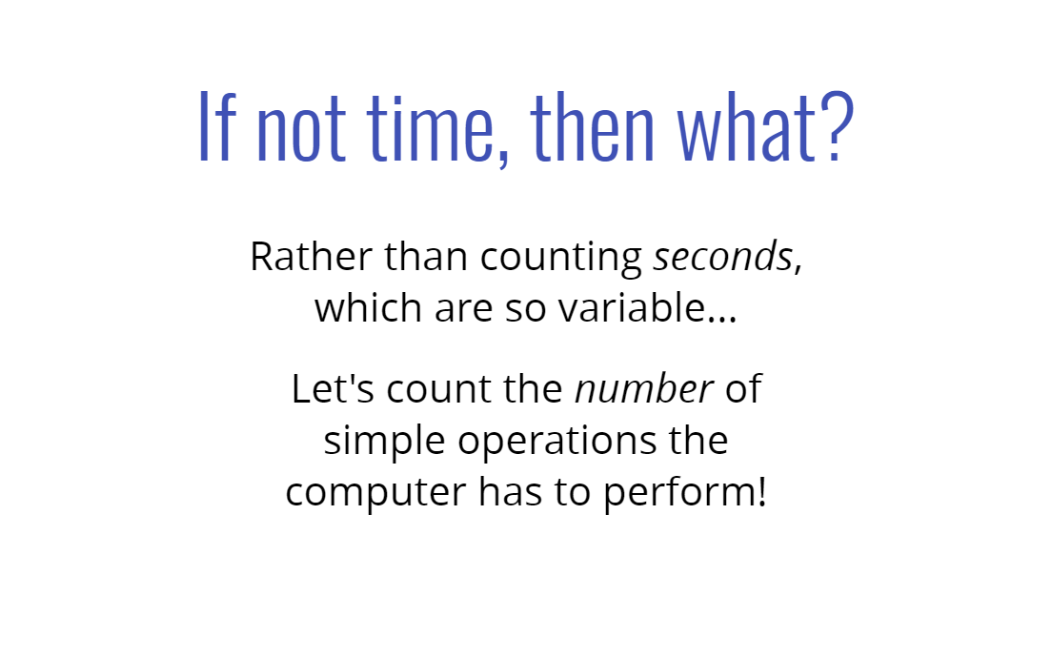 If not time, then what?
Rather than counting seconds,
which are so variable...
Let's count the number of
simple operations the
computer has to perform!